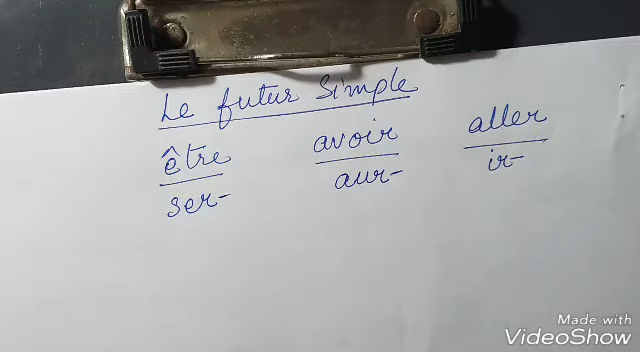 Le futur Simple
être avoir aller
ser- aur- ir-
Made with
VideoShow